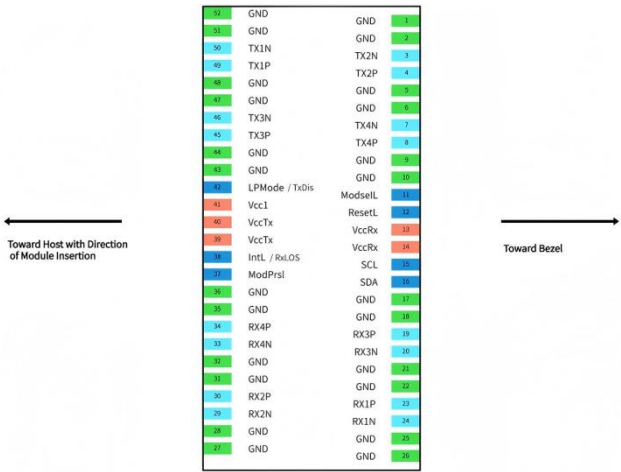 52 GND
51 GND
50 TX1N
49 TX1P
48 GND
47 GND
46 TX3N
45 TX3P
44 GND
43 GND
42 LPMode / TxDis
41 Vcc1
40 VccTx
39 VccTx
38 IntL / RxLOS
37 ModPrsl
36 GND
35 GND
34 RX4P
33 RX4N
32 GND
31 GND
30 RX2P
29 RX2N
28 GND
27 GND
GND 1
GND 2
TX2N 3
TX2P 4
GND 5
GND 6
TX4N 7
TX4P 8
GND 9
GND 10
ModselL 11
ResetL 12
VccRx 13
VccRx 14
SCL 15
SDA 16
GND 17
GND 18
RX3P 19
RX3N 20
GND 21
GND 22
RX1P 23
RX1N 24
GND 25
GND 26
Toward Host with Direction
of Module Insertion
Toward Bezel